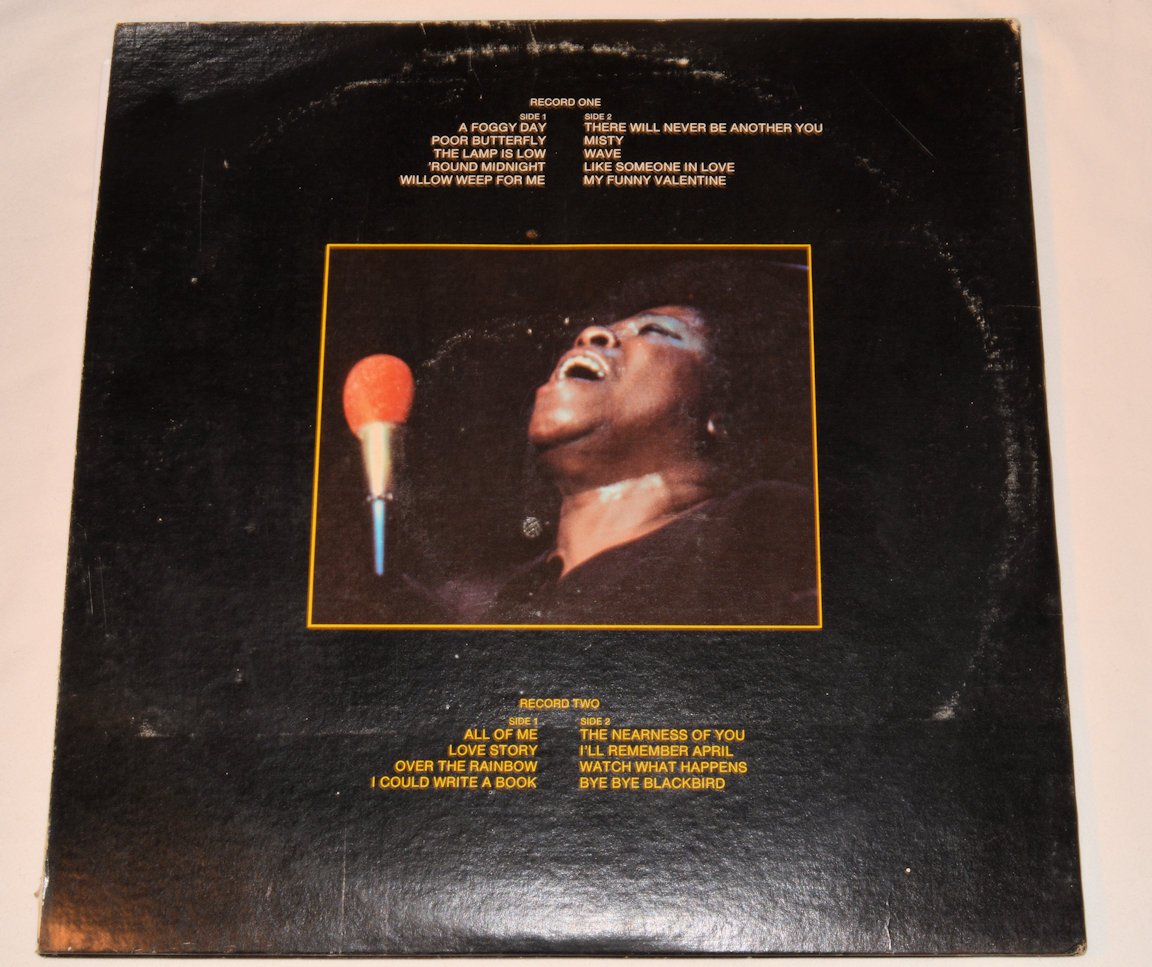 RECORD ONE
SIDE 1
A FOGGY DAY
POOR BUTTERFLY
THE LAMP IS LOW
'ROUND MIDNIGHT
WILLOW WEEP FOR ME
SIDE 2
THERE WILL NEVER BE ANOTHER YOU
MISTY
WAVE
LIKE SOMEONE IN LOVE
MY FUNNY VALENTINE
RECORD TWO
SIDE 1
ALL OF ME
LOVE STORY
OVER THE RAINBOW
I COULD WRITE A BOOK
SIDE 2
THE NEARNESS OF YOU
I'LL REMEMBER APRIL
WATCH WHAT HAPPENS
BYE BYE BLACKBIRD